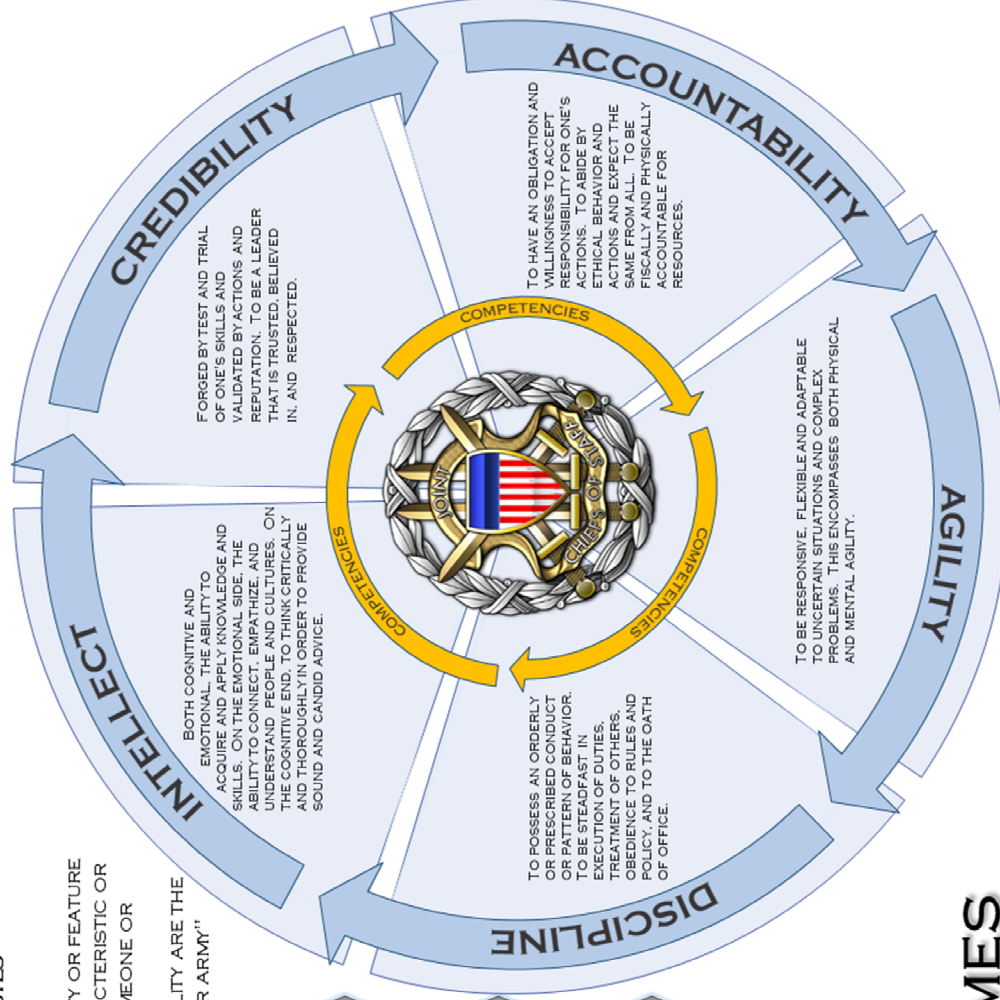 CREDIBILITY
FORGED BY TEST AND TRIAL
OF ONE'S SKILLS AND
VALIDATED BY ACTIONS AND
REPUTATION. TO BE A LEADER
THAT IS TRUSTED, BELIEVED
IN, AND RESPECTED.
ACCOUNTABILITY
TO HAVE AN OBLIGATION AND
WILLINGNESS TO ACCEPT
RESPONSIBILITY FOR ONE'S
ACTIONS. TO ABIDE BY
ETHICAL BEHAVIOR AND
ACTIONS AND EXPECT THE
SAME FROM ALL. TO BE
FISCALLY AND PHYSICALLY
ACCOUNTABLE FOR
RESOURCES.
AGILITY
TO BE RESPONSIVE, FLEXIBLE AND ADAPTABLE
TO UNCERTAIN SITUATIONS AND COMPLEX
PROBLEMS. THIS ENCOMPASSES BOTH PHYSICAL
AND MENTAL AGILITY.
DISCIPLINE
TO POSSESS AN ORDERLY
OR PRESCRIBED CONDUCT
OR PATTERN OF BEHAVIOR.
TO BE STEADFAST IN
EXECUTION OF DUTIES,
TREATMENT OF OTHERS,
OBEDIENCE TO RULES AND
POLICY, AND TO THE OATH
OF OFFICE.
INTELLECT
BOTH COGNITIVE AND
EMOTIONAL. THE ABILITY TO
ACQUIRE AND APPLY KNOWLEDGE AND
SKILLS. ON THE EMOTIONAL SIDE, THE
ABILITY TO CONNECT, EMPATHIZE, AND
UNDERSTAND PEOPLE AND CULTURES. ON
THE COGNITIVE END, TO THINK CRITICALLY
AND THOROUGHLY IN ORDER TO PROVIDE
SOUND AND CANDID ADVICE.
COMPETENCIES
COMPETENCIES
COMPETENCIES
JOINT
CHIEFS OF STAFF
Y OR FEATURE
CTERISTIC OR
MEONE OR
LITY ARE THE
R ARMY"
MES